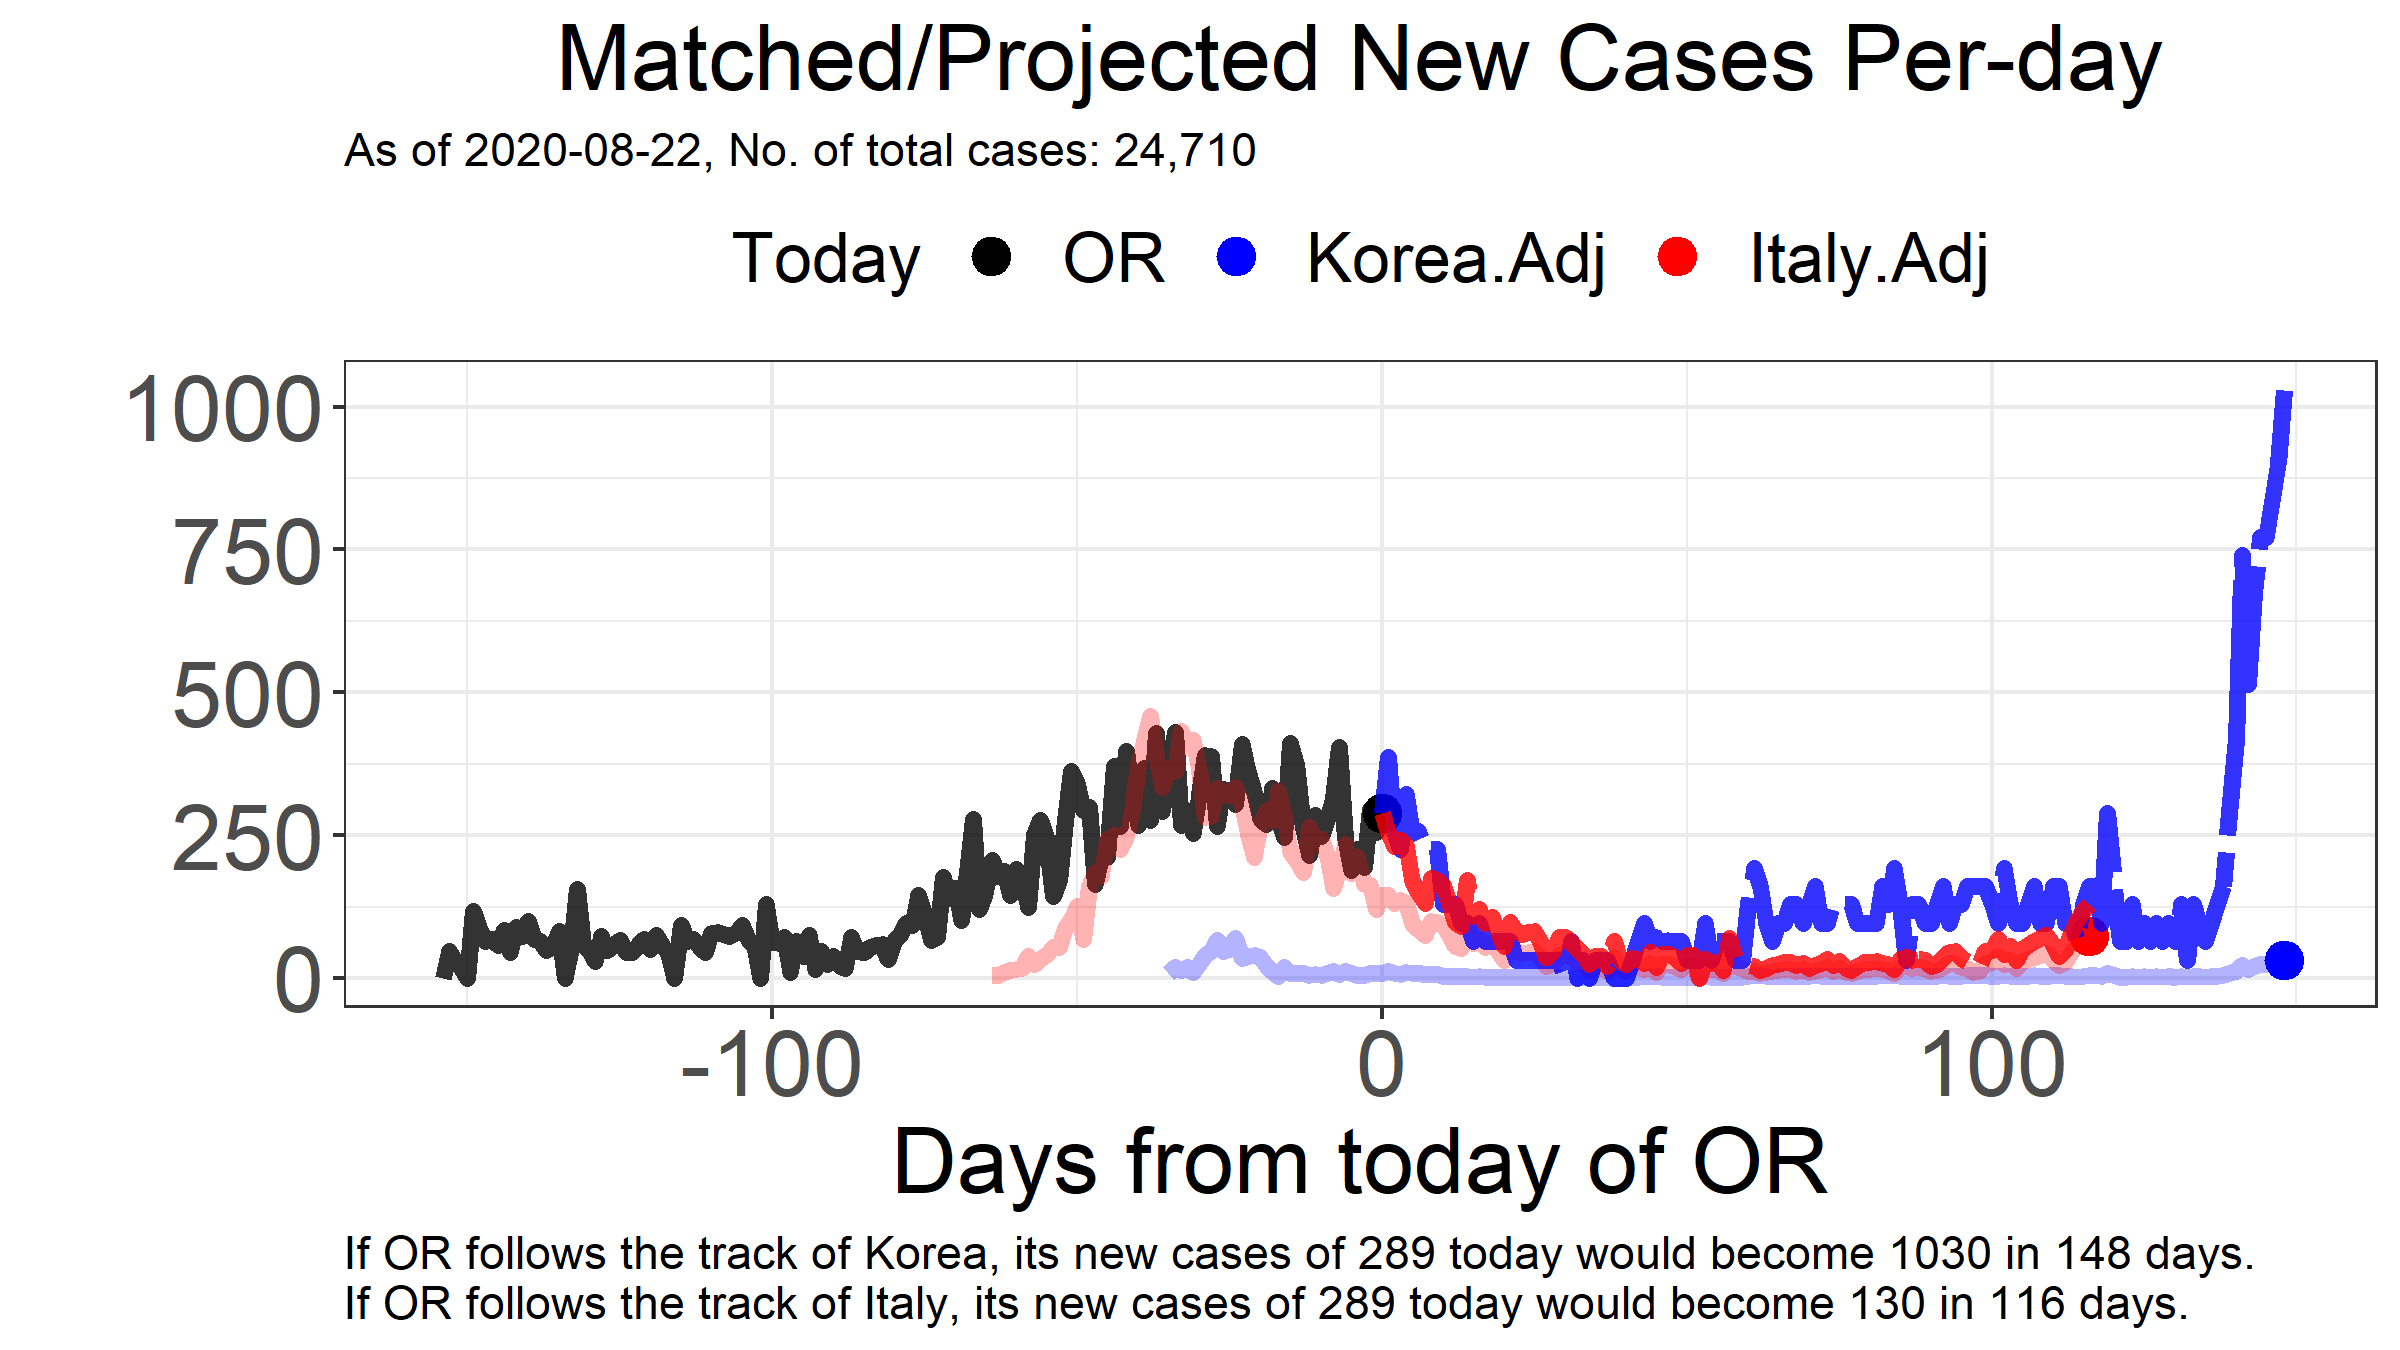 Matched/Projected New Cases Per-day
As of 2020-08-22, No. of total cases: 24,710
Today OR Korea.Adj Italy.Adj
1000
750
500
250
0
-100 0 100
Days from today of OR
If OR follows the track of Korea, its new cases of 289 today would become 1030 in 148 days.
If OR follows the track of Italy, its new cases of 289 today would become 130 in 116 days.